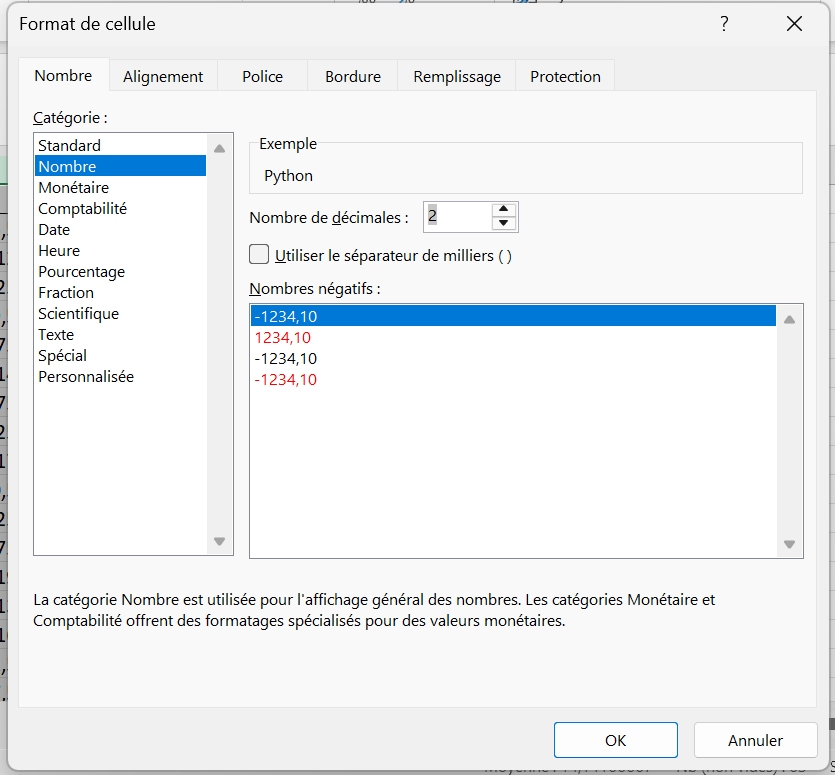 Format de cellule
?
Nombre
Alignement
Police
Bordure
Remplissage
Protection
Catégorie :
Standard
Nombre
Monétaire
Comptabilité
Date
Heure
Pourcentage
Fraction
Scientifique
Texte
Spécial
Personnalisée
Exemple
Python
Nombre de décimales :
2
Utiliser le séparateur de milliers ( )
Nombres négatifs :
-1234,10
1234,10
-1234,10
-1234,10
La catégorie Nombre est utilisée pour l'affichage général des nombres. Les catégories Monétaire et
Comptabilité offrent des formatages spécialisés pour des valeurs monétaires.
OK
Annuler